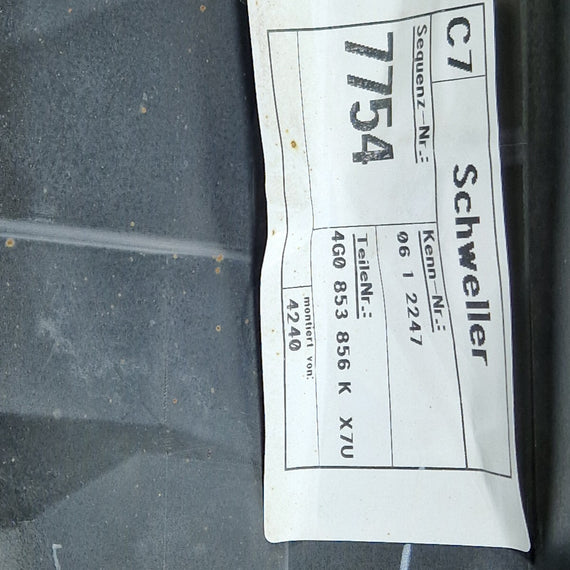 C7
Schweller
Sequenz-Nr.:
7754
Kenn-Nr.:
06 1 2247
TeileNr.:
4G0 853 856 K X7U
montiert von:
4240